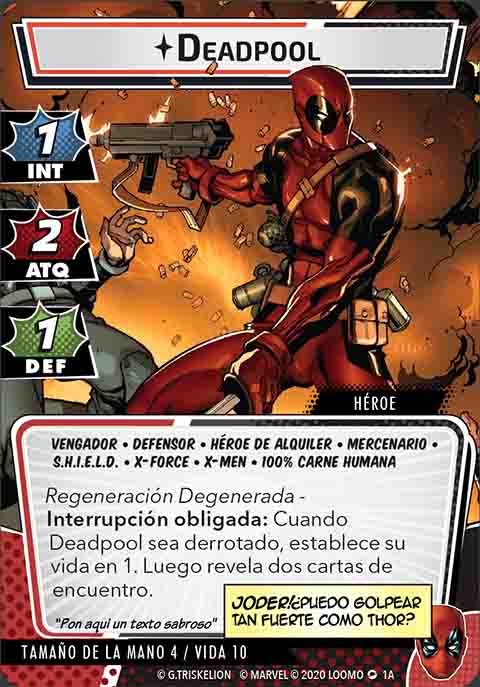 DEADPOOL
1
INT
2
ATQ
1
DEF
HÉROE
VENGADOR • DEFENSOR • HÉROE DE ALQUILER • MERCENARIO •
S.H.I.E.L.D. • X-FORCE • X-MEN • 100% CARNE HUMANA
Regeneración Degenerada -
Interrupción obligada: Cuando
Deadpool sea derrotado, establece su
vida en 1. Luego revela dos cartas de
encuentro.
"Pon aqui un texto sabroso"
JODER!¿PUEDO GOLPEAR
TAN FUERTE COMO THOR?
TAMAÑO DE LA MANO 4 / VIDA 10
© G.TRISKELION © MARVEL © 2020 LOOMO 1A